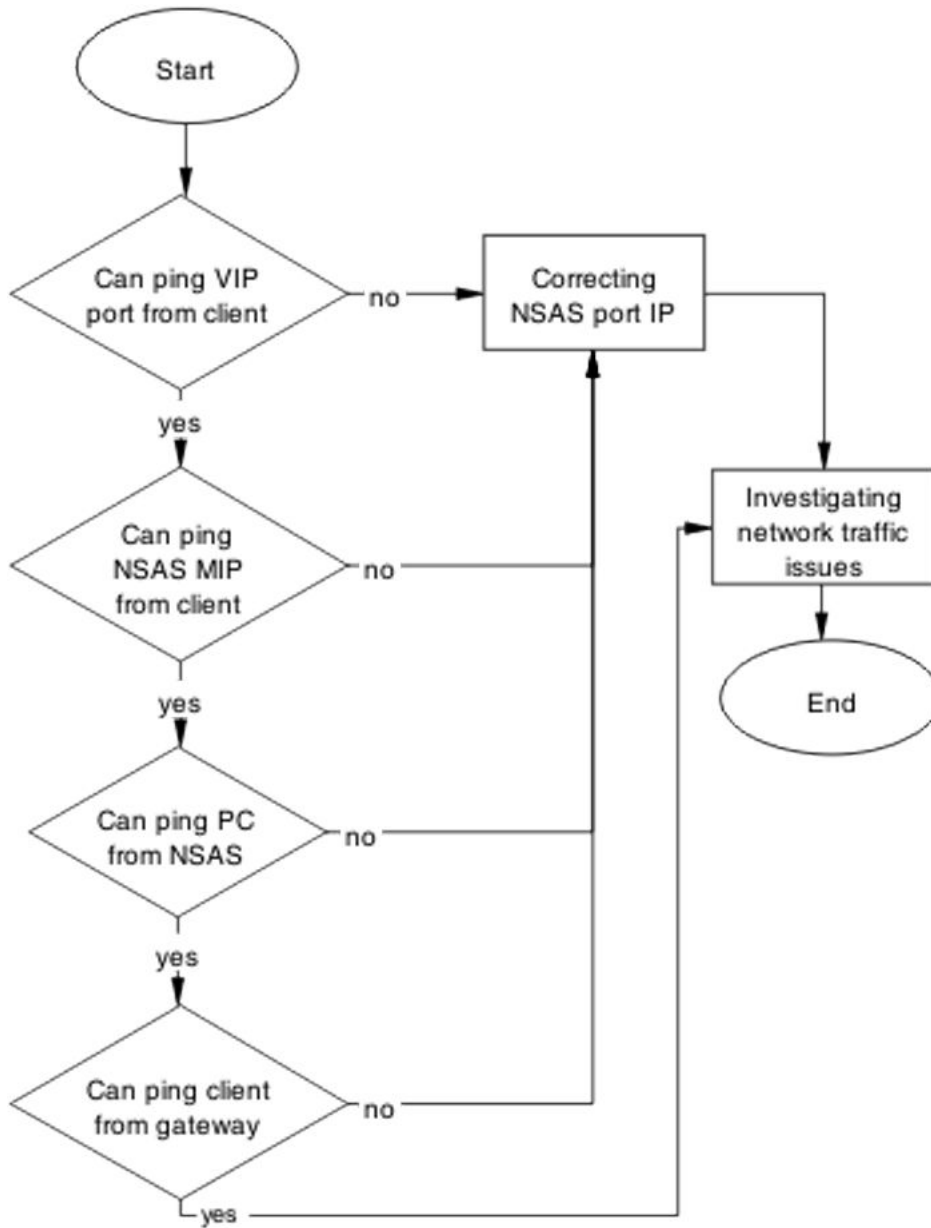 Start
Can ping VIP
port from client
no
Correcting
NSAS port IP
yes
Can ping
NSAS MIP
from client
no
Investigating
network traffic
issues
yes
End
Can ping PC
from NSAS
no
yes
Can ping client
from gateway
no
yes